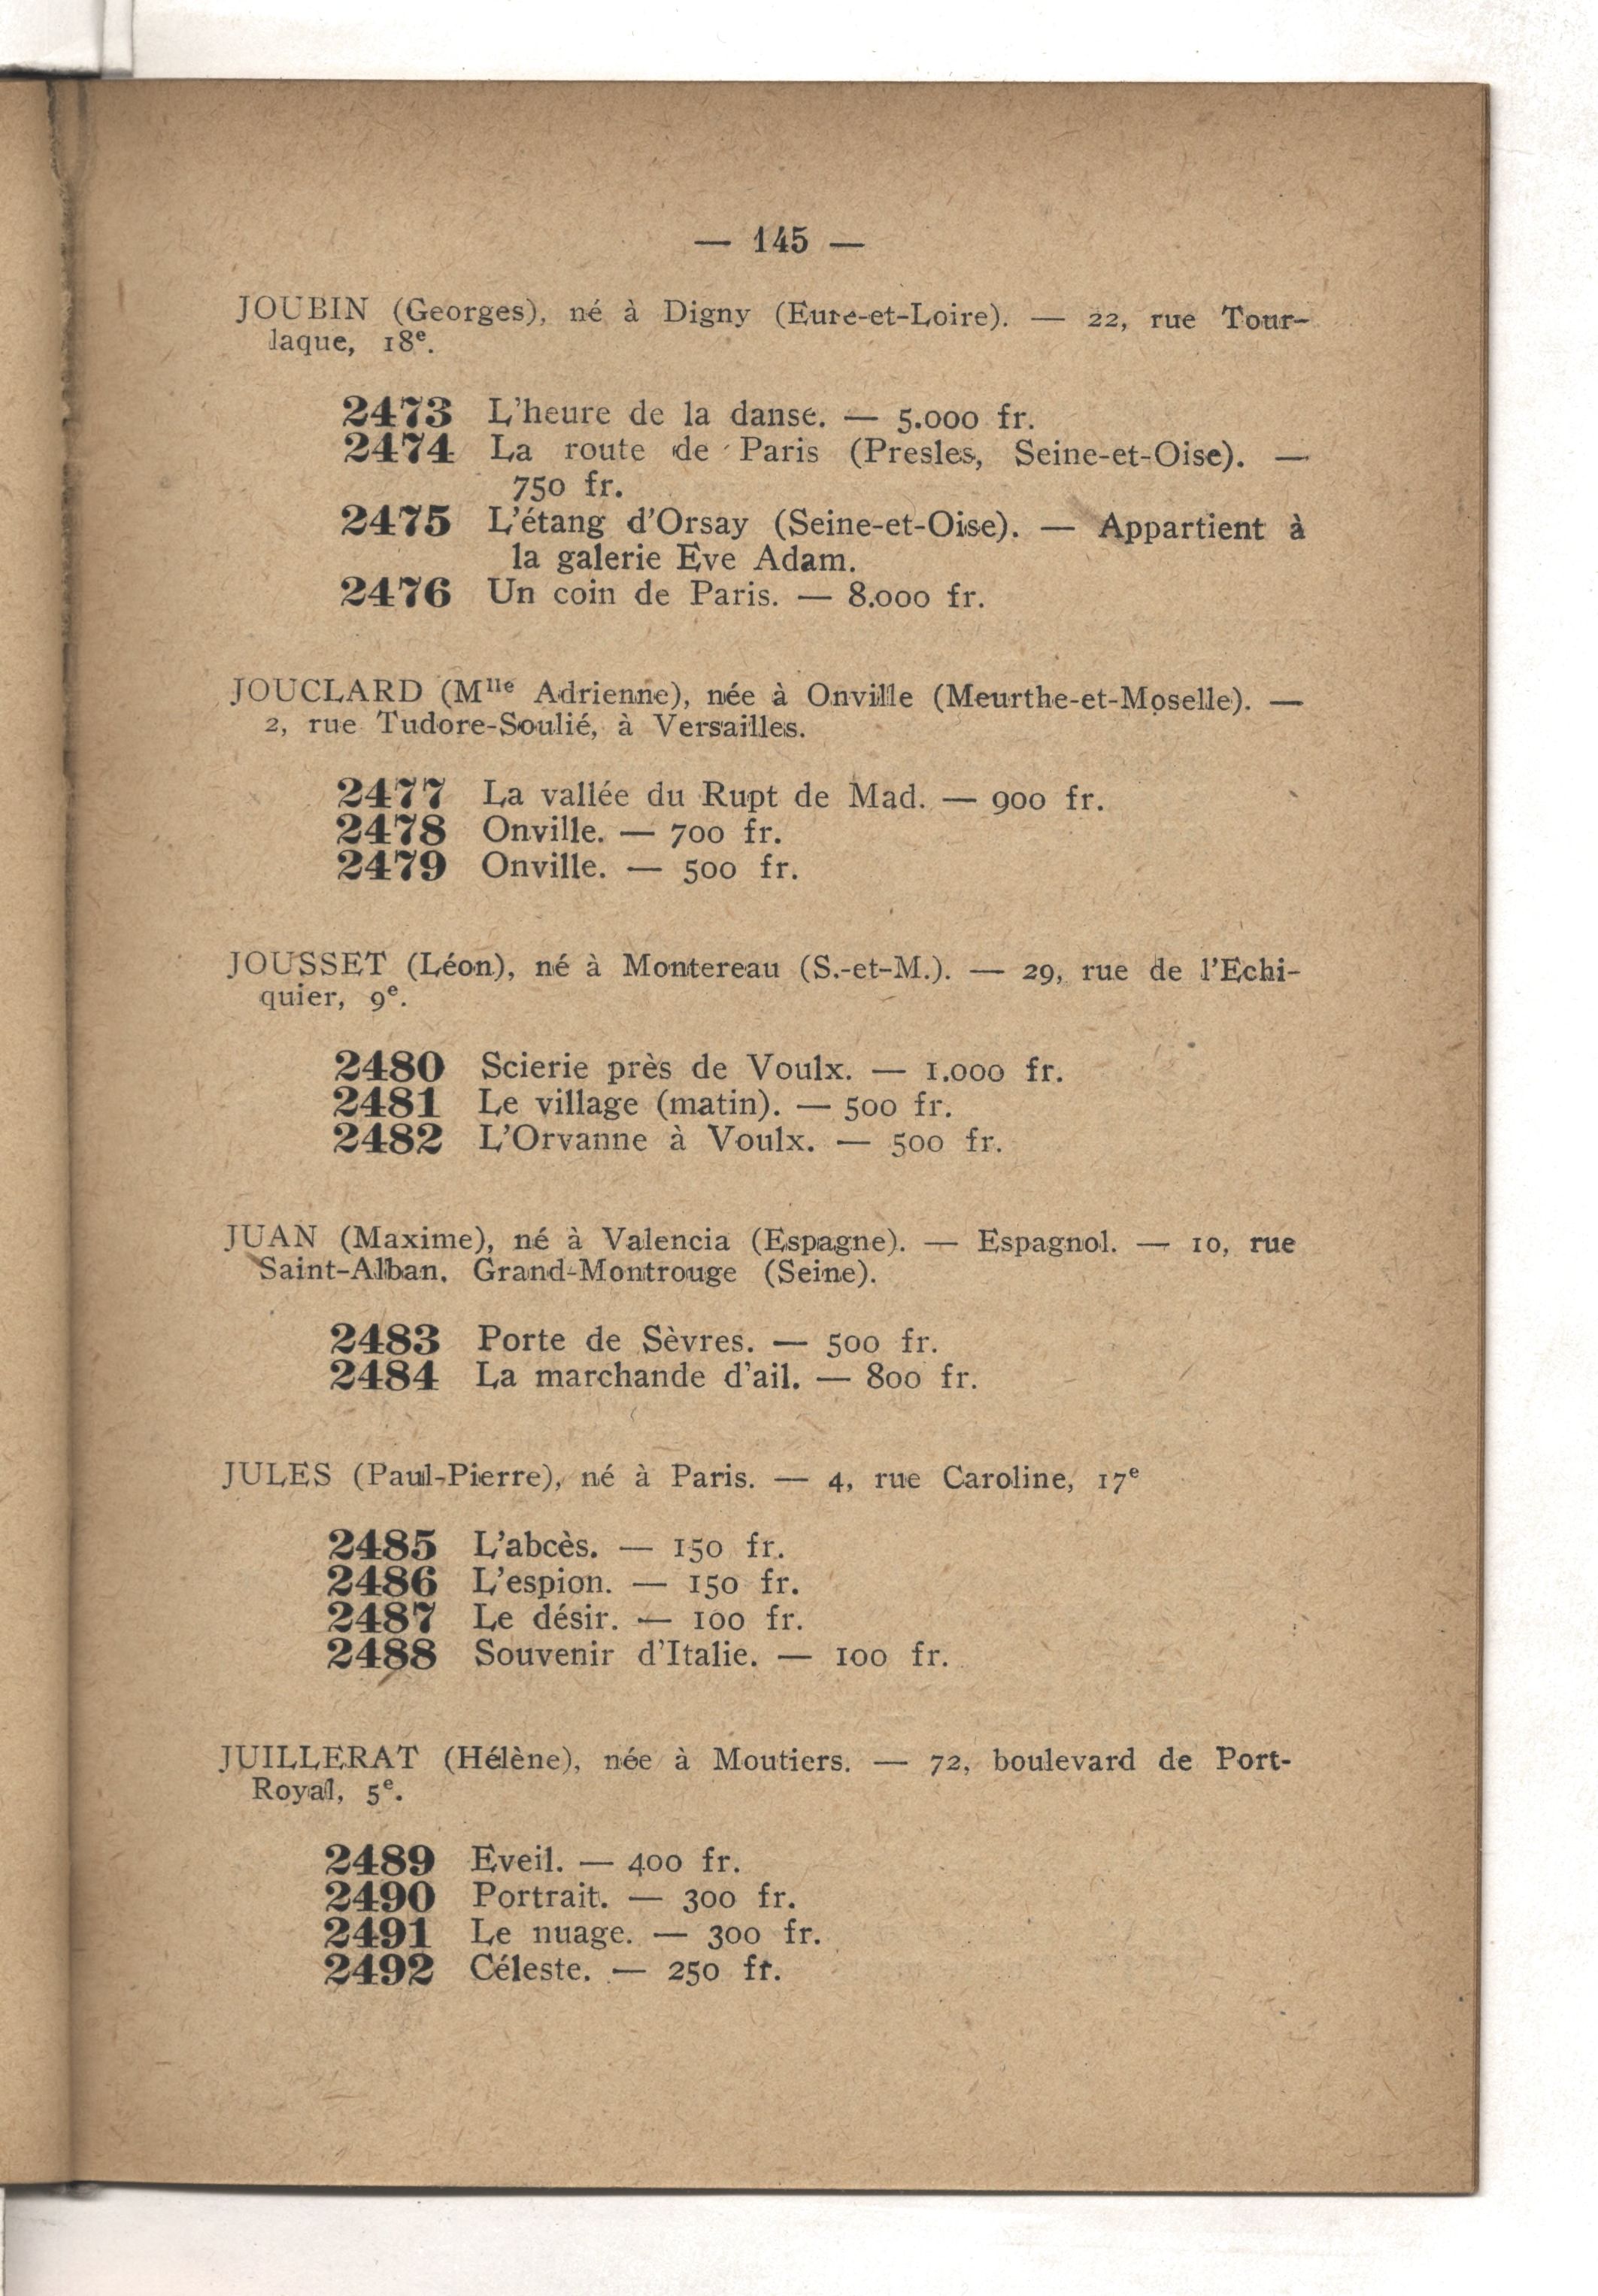 — 145 —
JOUBIN (Georges), né à Digny (Eure-et-Loire). — 22, rue Tour-
laque, 18e.
2473 L'heure de la danse. — 5.000 fr.
2474 La route de Paris (Presles, Seine-et-Oise). —
750 fr.
2475 L'étang d'Orsay (Seine-et-Oise). — Appartient à
la galerie Eve Adam.
2476 Un coin de Paris. — 8.000 fr.
JOUCLARD (Mlle Adrienne), née à Onville (Meurthe-et-Moselle). —
2, rue Tudore-Soulié, à Versailles.
2477 La vallée du Rupt de Mad. — 900 fr.
2478 Onville. — 700 fr.
2479 Onville. — 500 fr.
JOUSSET (Léon), né à Montereau (S.-et-M.). — 29, rue de l'Echi-
quier, 9e.
2480 Scierie près de Voulx. — 1.000 fr.
2481 Le village (matin). — 500 fr.
2482 L'Orvanne à Voulx. — 500 fr.
JUAN (Maxime), né à Valencia (Espagne). — Espagnol. — 10, rue
Saint-Alban. Grand-Montrouge (Seine).
2483 Porte de Sèvres. — 500 fr.
2484 La marchande d'ail. — 800 fr.
JULES (Paul-Pierre), né à Paris. — 4, rue Caroline, 17e
2485 L'abcès. — 150 fr.
2486 L'espion. — 150 fr.
2487 Le désir. — 100 fr.
2488 Souvenir d'Italie. — 100 fr.
JUILLERAT (Hélène), née à Moutiers. — 72, boulevard de Port-
Royal, 5e.
2489 Eveil. — 400 fr.
2490 Portrait. — 300 fr.
2491 Le nuage. — 300 fr.
2492 Céleste. — 250 fr.